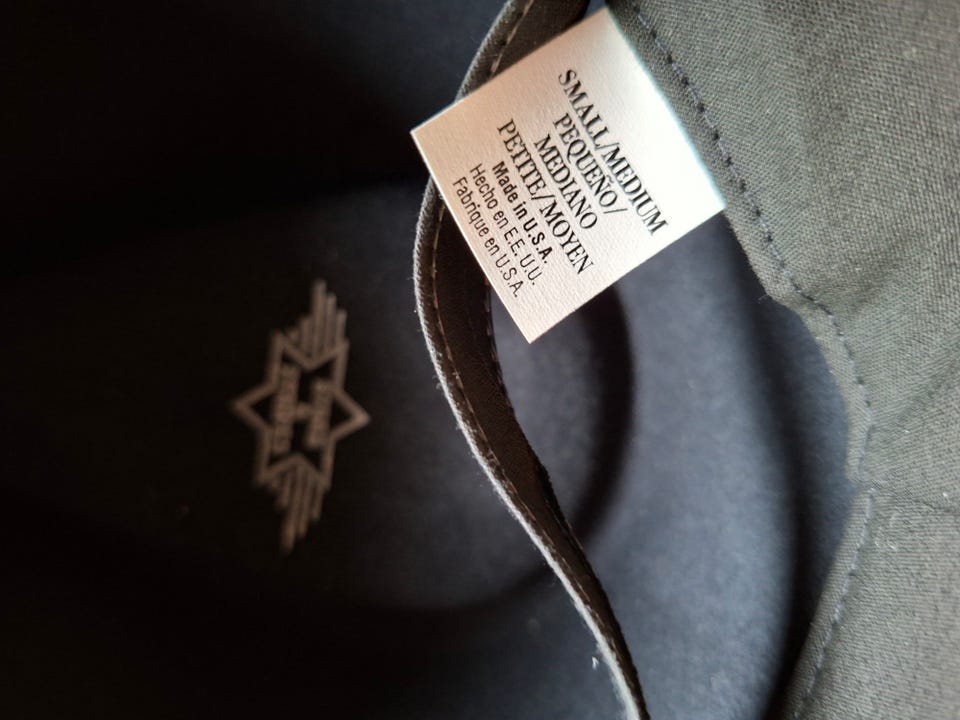 SMALL/MEDIUM
PEQUEÑO/
MEDIANO
PETITE/MOYEN
Made in U.S.A.
Hecho en E.E.U.U.
Fabrique en U.S.A.